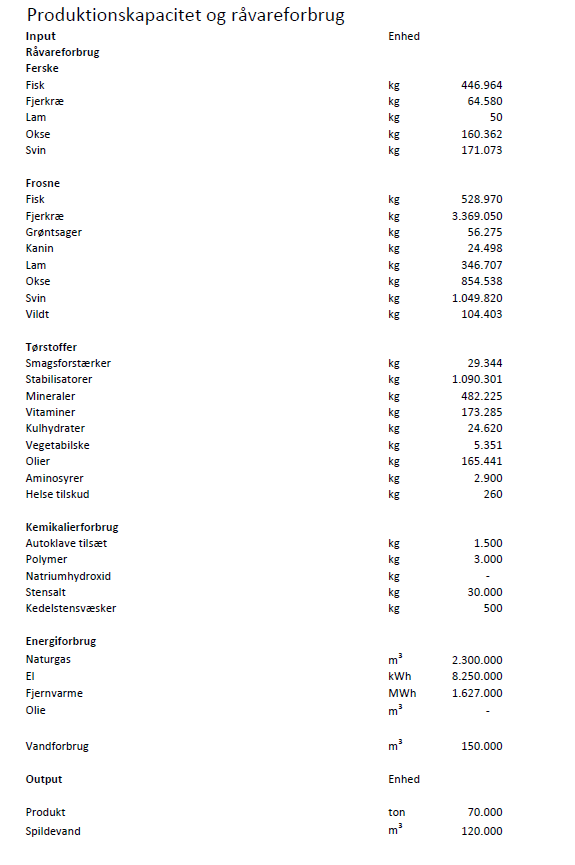 Produktionskapacitet og råvareforbrug
Input Enhed
Råvareforbrug
Ferske
Fisk kg 446.964
Fjerkræ kg 64.580
Lam kg 50
Okse kg 160.362
Svin kg 171.073
Frosne
Fisk kg 528.970
Fjerkræ kg 3.369.050
Grøntsager kg 56.275
Kanin kg 24.498
Lam kg 346.707
Okse kg 854.538
Svin kg 1.049.820
Vildt kg 104.403
Tørstoffer
Smagsforstærker kg 29.344
Stabilisatorer kg 1.090.301
Mineraler kg 482.225
Vitaminer kg 173.285
Kulhydrater kg 24.620
Vegetabilske kg 5.351
Olier kg 165.441
Aminosyrer kg 2.900
Helse tilskud kg 260
Kemikalierforbrug
Autoklave tilsæt kg 1.500
Polymer kg 3.000
Natriumhydroxid kg -
Stensalt kg 30.000
Kedelstensvæsker kg 500
Energiforbrug
Naturgas m³ 2.300.000
El kWh 8.250.000
Fjernvarme MWh 1.627.000
Olie m³ -
Vandforbrug m³ 150.000
Output Enhed
Produkt ton 70.000
Spildevand m³ 120.000